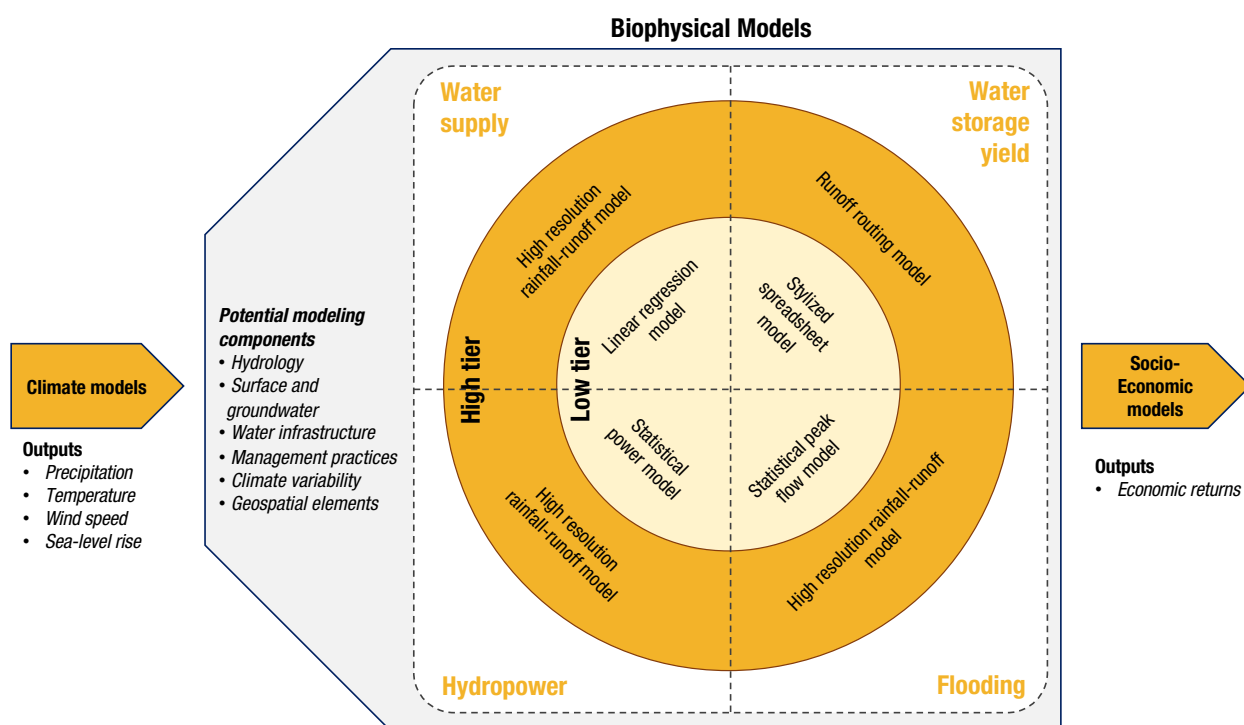 Biophysical Models
Water
supply
Water
storage
yield
High resolution
rainfall-runoff model
Runoff routing model
Linear regression
model
Stylized
spreadsheet
model
High tier
Low tier
Statistical
power model
Statistical peak
flow model
High resolution
rainfall-runoff model
High resolution rainfall-runoff
model
Hydropower
Flooding
Climate models
Outputs
• Precipitation
• Temperature
• Wind speed
• Sea-level rise
Potential modeling
components
• Hydrology
• Surface and
groundwater
• Water infrastructure
• Management practices
• Climate variability
• Geospatial elements
Socio-
Economic
models
Outputs
• Economic returns